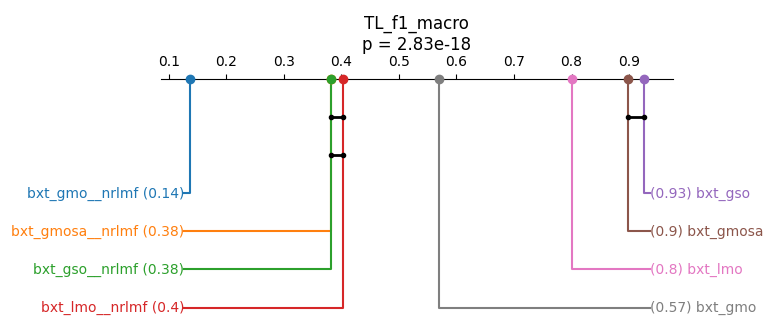 TL_f1_macro
p = 2.83e-18
0.1 0.2 0.3 0.4 0.5 0.6 0.7 0.8 0.9
bxt_gmo__nrlmf (0.14) (0.93) bxt_gso
bxt_gmosa__nrlmf (0.38) (0.9) bxt_gmosa
bxt_gso__nrlmf (0.38) (0.8) bxt_lmo
bxt_lmo__nrlmf (0.4) (0.57) bxt_gmo